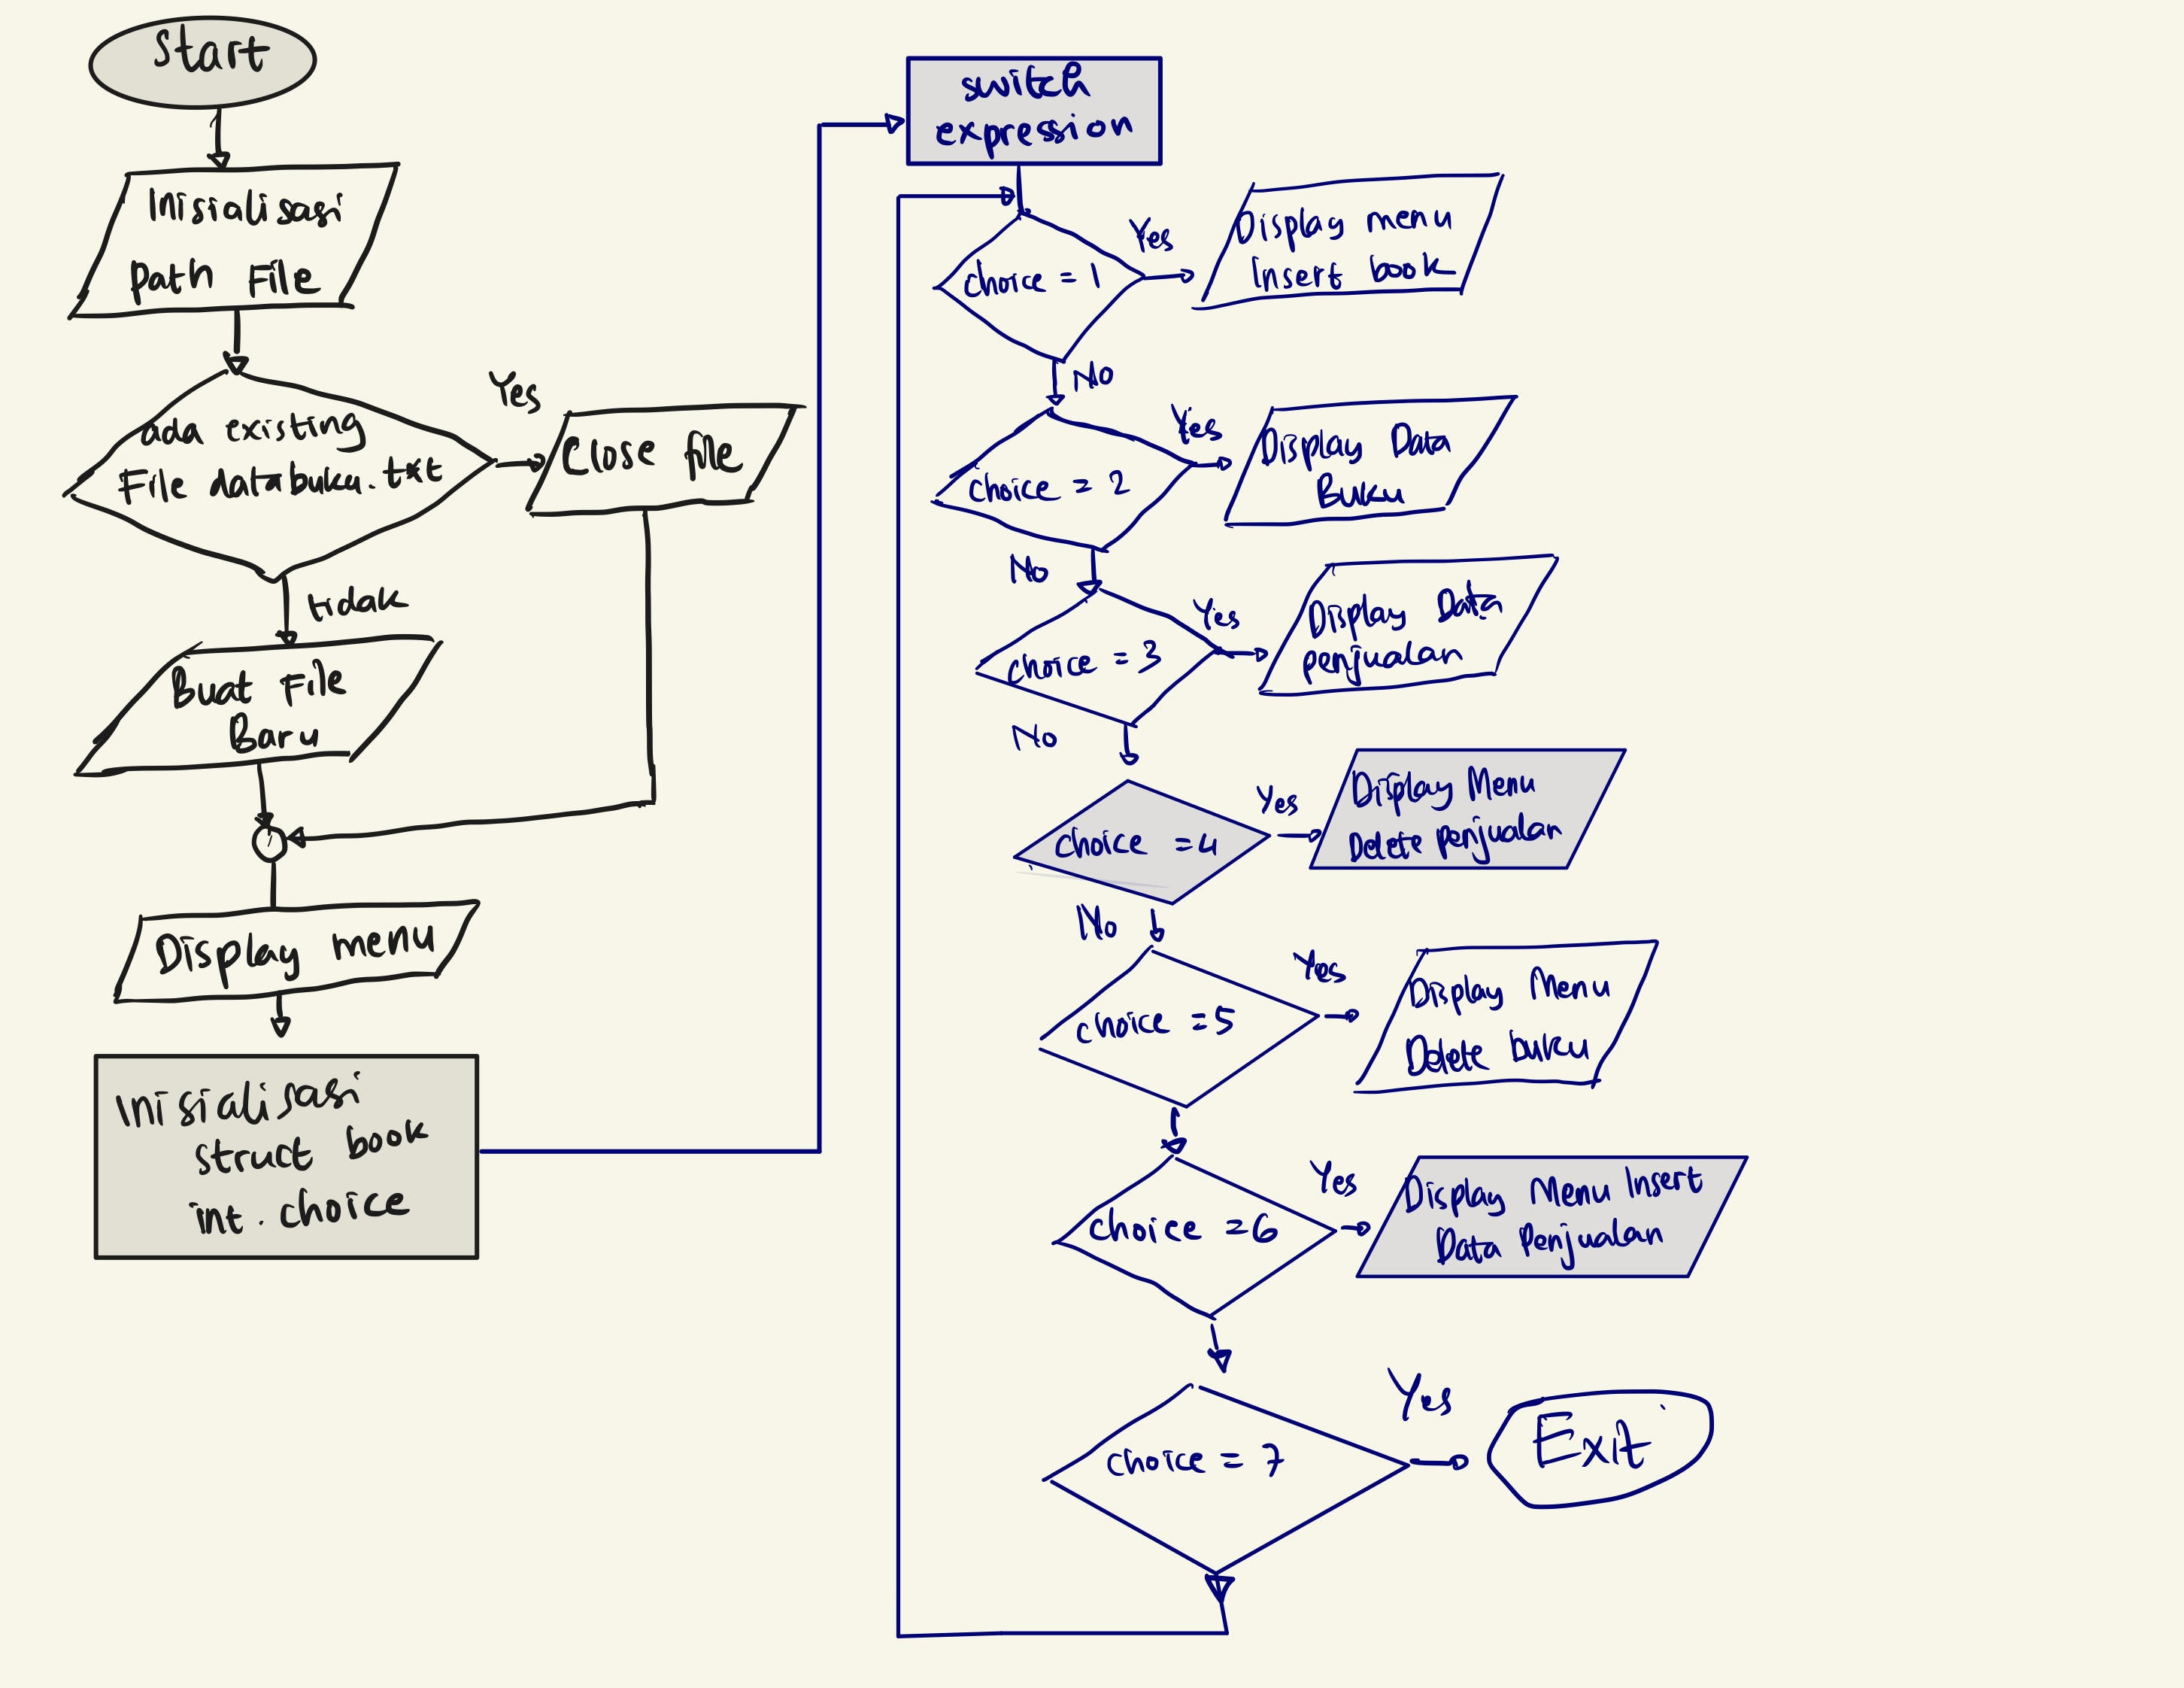 Start
Inisialisasi
Path File
ada existing
File databuku.txt
Yes
Close file
tidak
Buat File
Baru
Display menu
Inisialisasi
struct book
int. choice
switch
expression
choice = 1
Yes
Display menu
Insert book
No
choice = 2
Yes
Display Data
Buku
No
choice = 3
Yes
Display Data
penjualan
No
choice = 4
Yes
Display Menu
Delete penjualan
No
choice = 5
Yes
Display Menu
Delete buku
choice = 6
Yes
Display Menu Insert
Data Penjualan
choice = 7
Yes
Exit